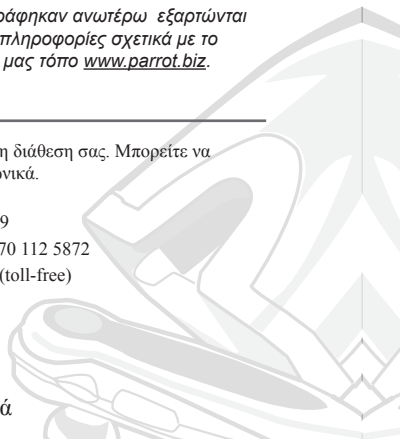 ράφηκαν ανωτέρω εξαρτώνται
πληροφορίες σχετικά με το
μας τόπο www.parrot.biz.
η διάθεση σας. Μπορείτε να
ονικά.
9
70 112 5872
(toll-free)
ά